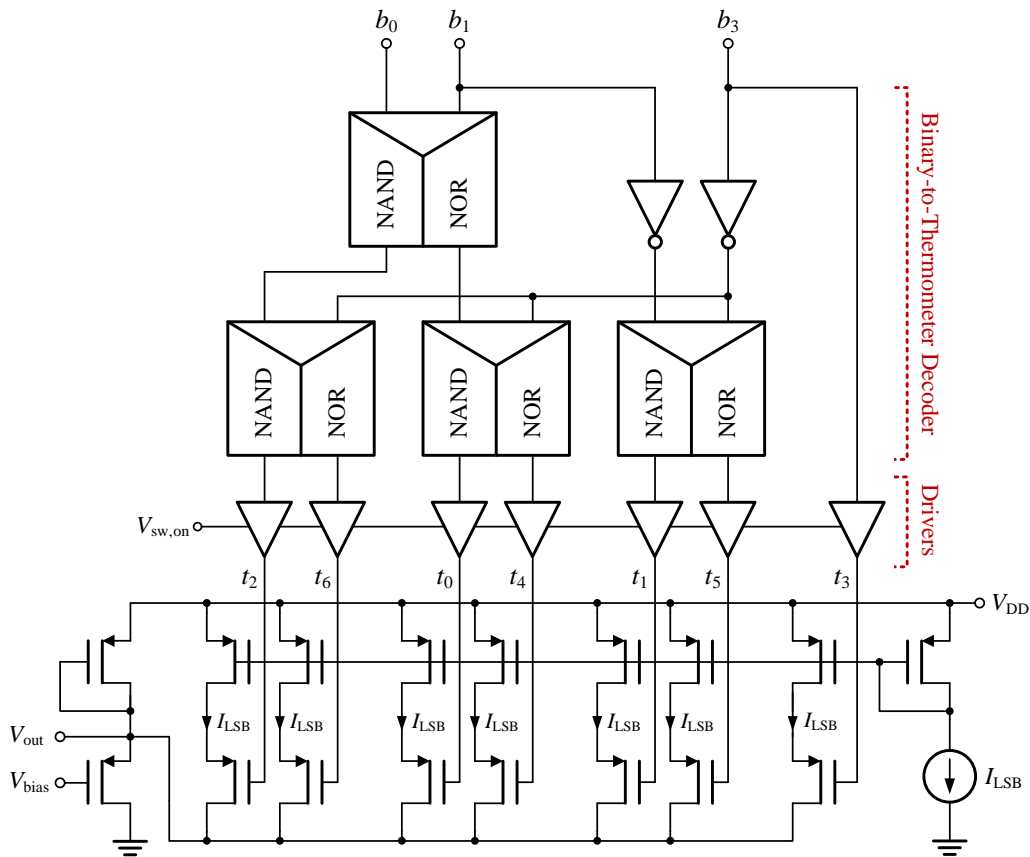 b0 b1 b3
NAND NOR
Binary-to-Thermometer Decoder
NAND NOR NAND NOR NAND NOR
Drivers
Vsw,on
t2 t6 t0 t4 t1 t5 t3
VDD
ILSB ILSB ILSB ILSB ILSB ILSB ILSB
Vout
Vbias
ILSB